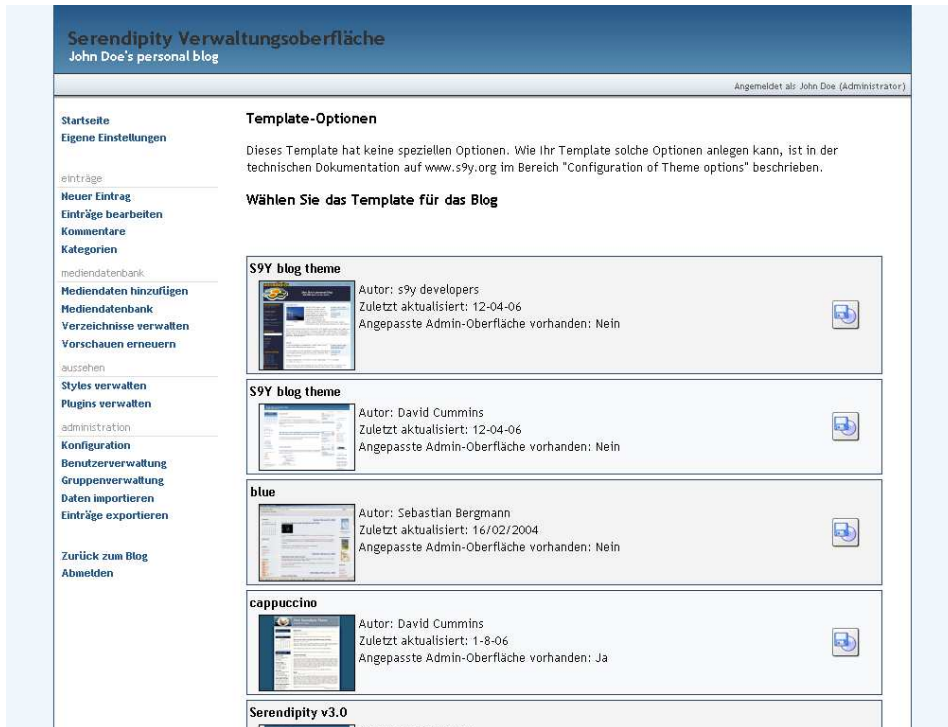 Serendipity Verwaltungsoberfläche
John Doe's personal blog
Angemeldet als John Doe (Administrator)
Startseite
Eigene Einstellungen
einträge
Neuer Eintrag
Einträge bearbeiten
Kommentare
Kategorien
mediendatenbank
Mediendaten hinzufügen
Mediendatenbank
Verzeichnisse verwalten
Vorschauen erneuern
aussehen
Styles verwalten
Plugins verwalten
administration
Konfiguration
Benutzerverwaltung
Gruppenverwaltung
Daten importieren
Einträge exportieren
Zurück zum Blog
Abmelden
Template-Optionen
Dieses Template hat keine speziellen Optionen. Wie Ihr Template solche Optionen anlegen kann, ist in der
technischen Dokumentation auf www.s9y.org im Bereich "Configuration of Theme options" beschrieben.
Wählen Sie das Template für das Blog
S9Y blog theme
Autor: s9y developers
Zuletzt aktualisiert: 12-04-06
Angepasste Admin-Oberfläche vorhanden: Nein
S9Y blog theme
Autor: David Cummins
Zuletzt aktualisiert: 12-04-06
Angepasste Admin-Oberfläche vorhanden: Nein
blue
Autor: Sebastian Bergmann
Zuletzt aktualisiert: 16/02/2004
Angepasste Admin-Oberfläche vorhanden: Nein
cappuccino
Autor: David Cummins
Zuletzt aktualisiert: 1-8-06
Angepasste Admin-Oberfläche vorhanden: Ja
Serendipity v3.0